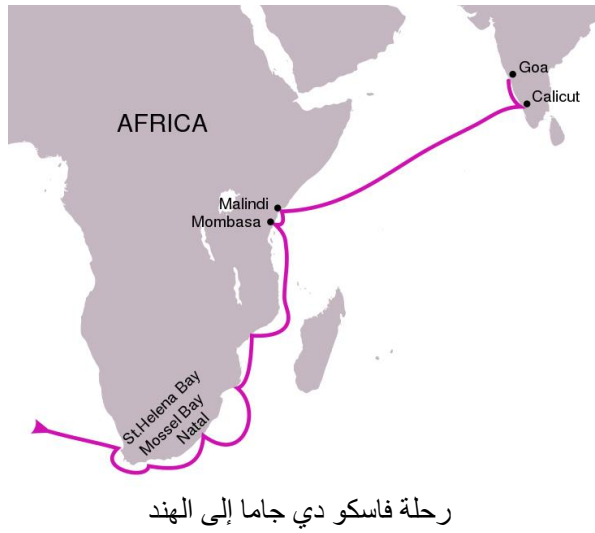 Goa
Calicut
AFRICA
Malindi
Mombasa
St.Helena Bay
Mossel Bay
Natal
رحلة فاسكو دي جاما إلى الهند